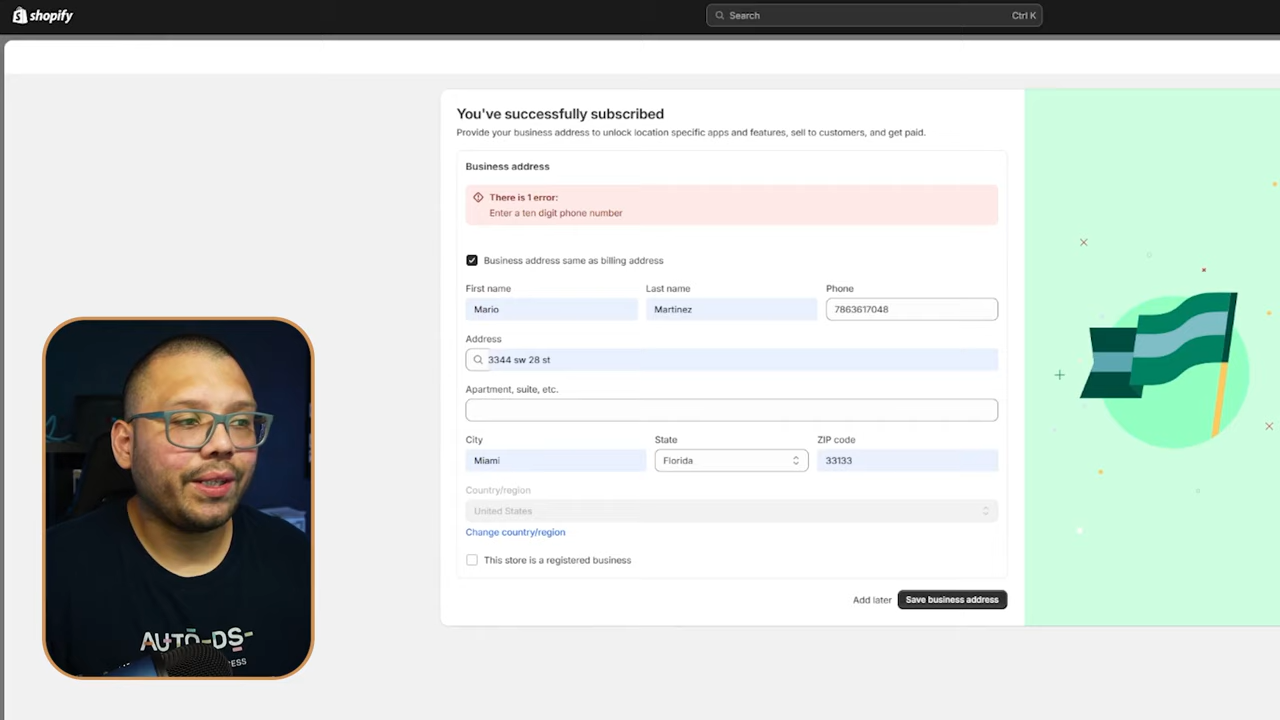 shopify
Search
Ctrl K
You've successfully subscribed
Provide your business address to unlock location specific apps and features, sell to customers, and get paid.
Business address
There is 1 error:
Enter a ten digit phone number
Business address same as billing address
First name
Last name
Phone
Mario
Martinez
7863617048
Address
3344 sw 28 st
Apartment, suite, etc.
City
State
ZIP code
Miami
Florida
33133
Country/region
United States
Change country/region
This store is a registered business
Add later
Save business address
AUTO-DS